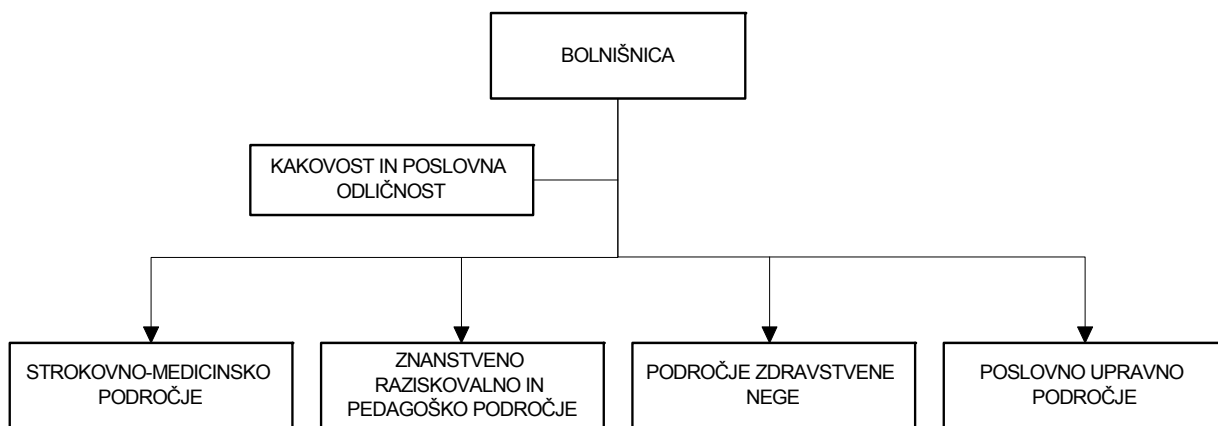 BOLNIŠNICA
KAKOVOST IN POSLOVNA
ODLIČNOST
STROKOVNO-MEDICINSKO
PODROČJE
ZNANSTVENO
RAZISKOVALNO IN
PEDAGOŠKO PODROČJE
PODROČJE ZDRAVSTVENE
NEGE
POSLOVNO UPRAVNO
PODROČJE